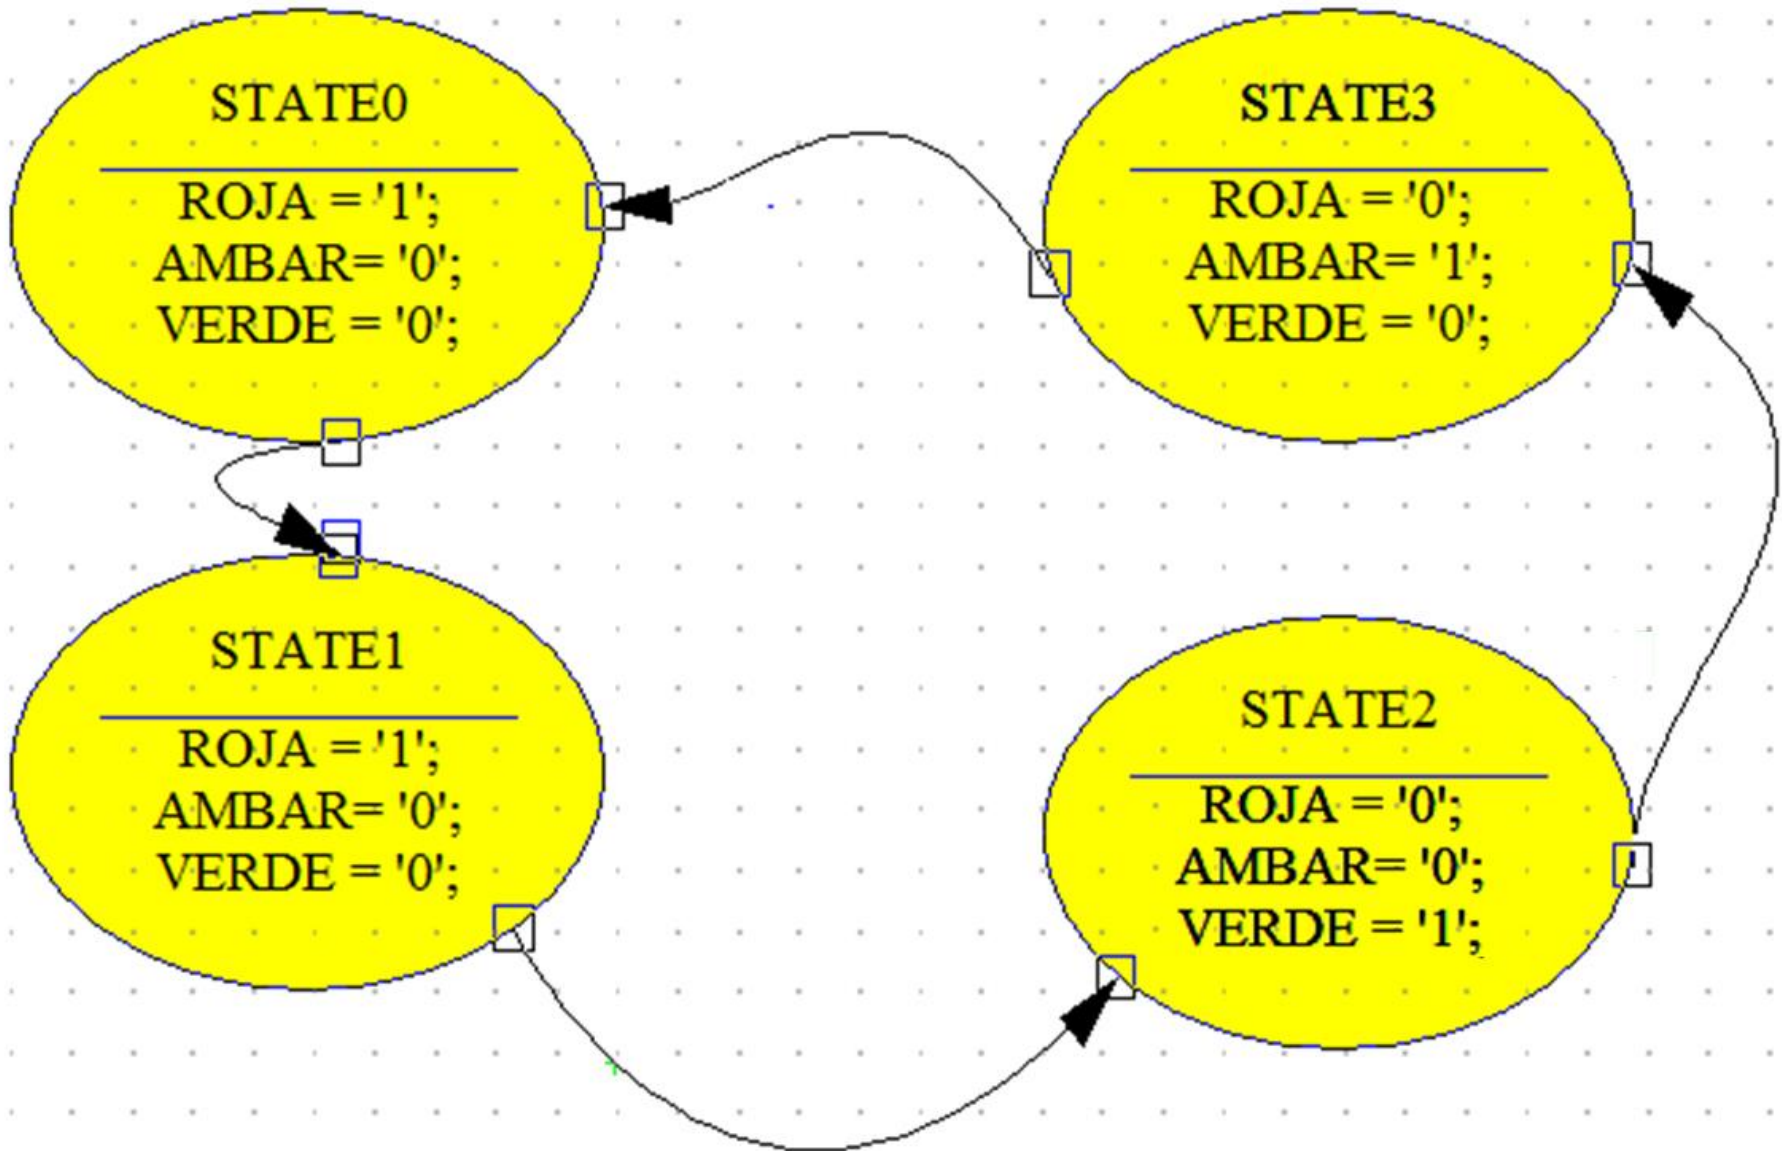 STATE0
ROJA = '1';
AMBAR= '0';
VERDE = '0';
STATE3
ROJA = '0';
AMBAR= '1';
VERDE = '0';
STATE1
ROJA = '1';
AMBAR= '0';
VERDE = '0';
STATE2
ROJA = '0';
AMBAR= '0';
VERDE = '1';